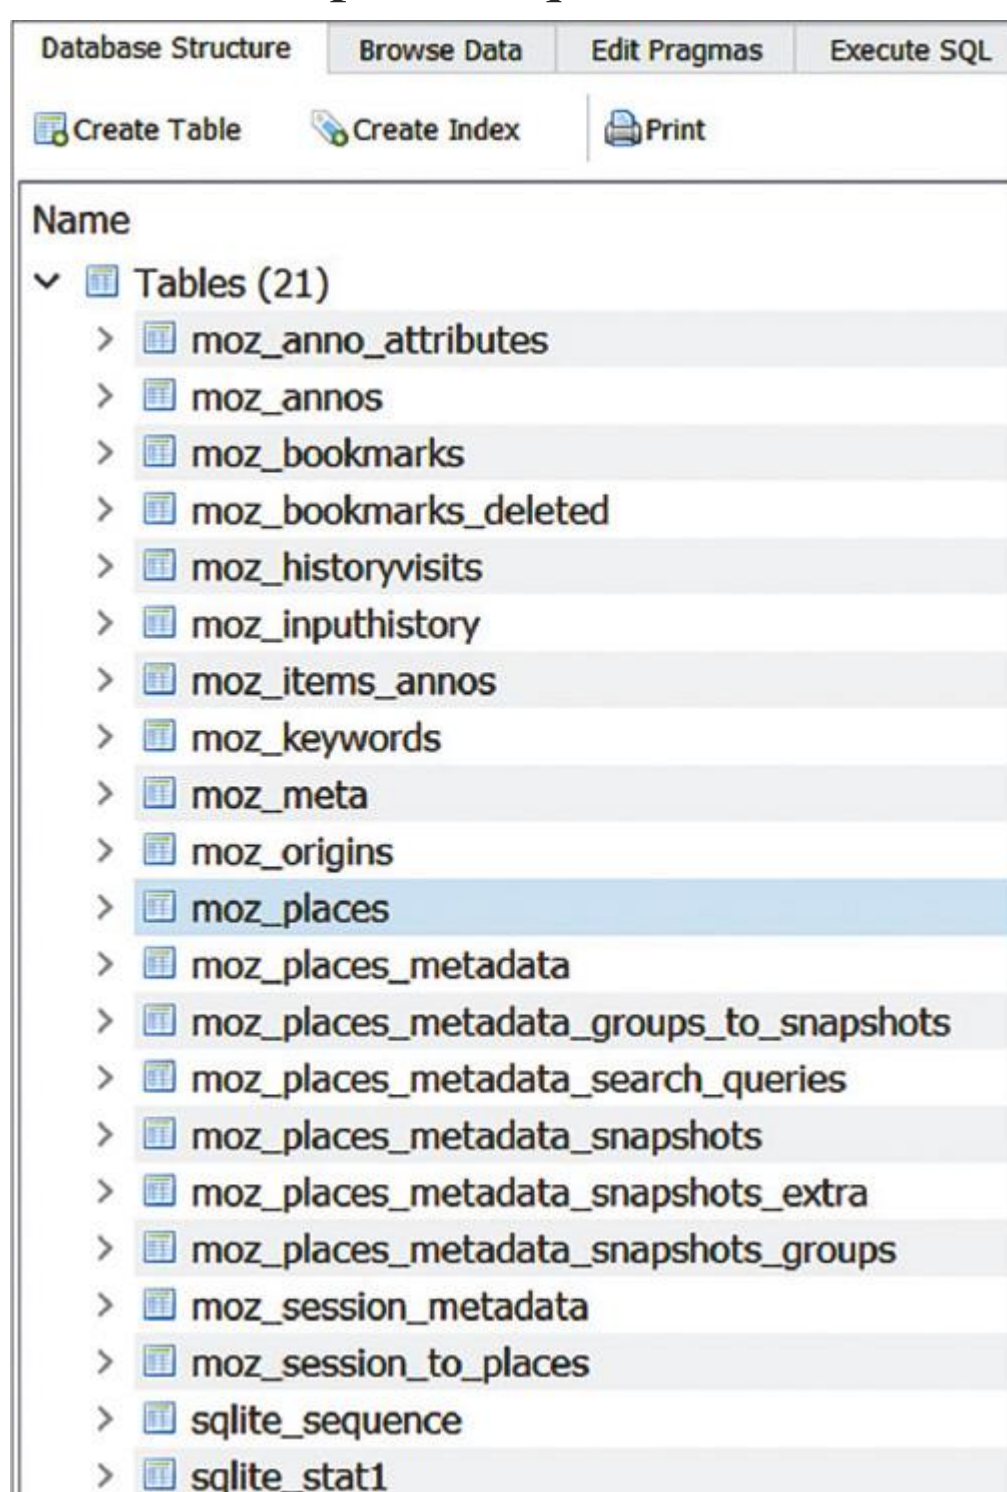 Database Structure Browse Data Edit Pragmas Execute SQL
Create Table Create Index Print
Name
Tables (21)
moz_anno_attributes
moz_annos
moz_bookmarks
moz_bookmarks_deleted
moz_historyvisits
moz_inputhistory
moz_items_annos
moz_keywords
moz_meta
moz_origins
moz_places
moz_places_metadata
moz_places_metadata_groups_to_snapshots
moz_places_metadata_search_queries
moz_places_metadata_snapshots
moz_places_metadata_snapshots_extra
moz_places_metadata_snapshots_groups
moz_session_metadata
moz_session_to_places
sqlite_sequence
sqlite_stat1